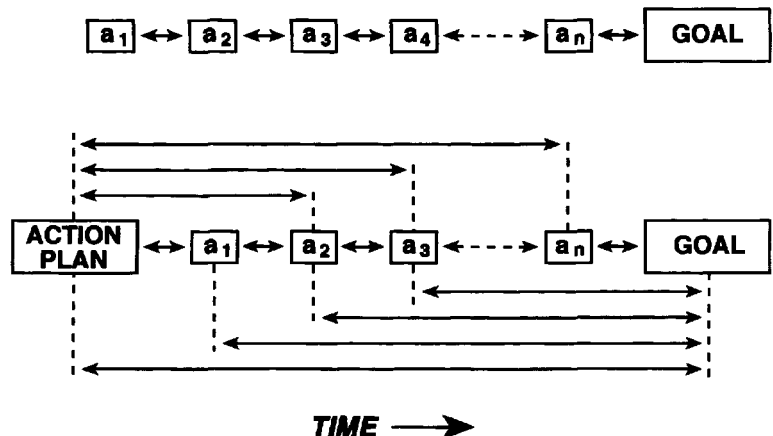 a₁ a₂ a₃ a₄ aₙ GOAL
ACTION
PLAN
a₁ a₂ a₃ aₙ GOAL
TIME